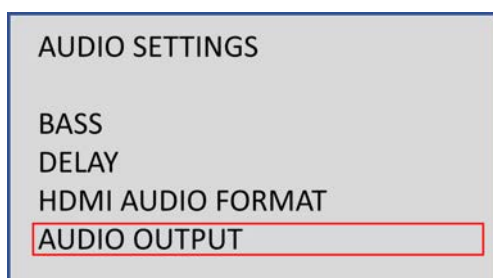 AUDIO SETTINGS
BASS
DELAY
HDMI AUDIO FORMAT
AUDIO OUTPUT